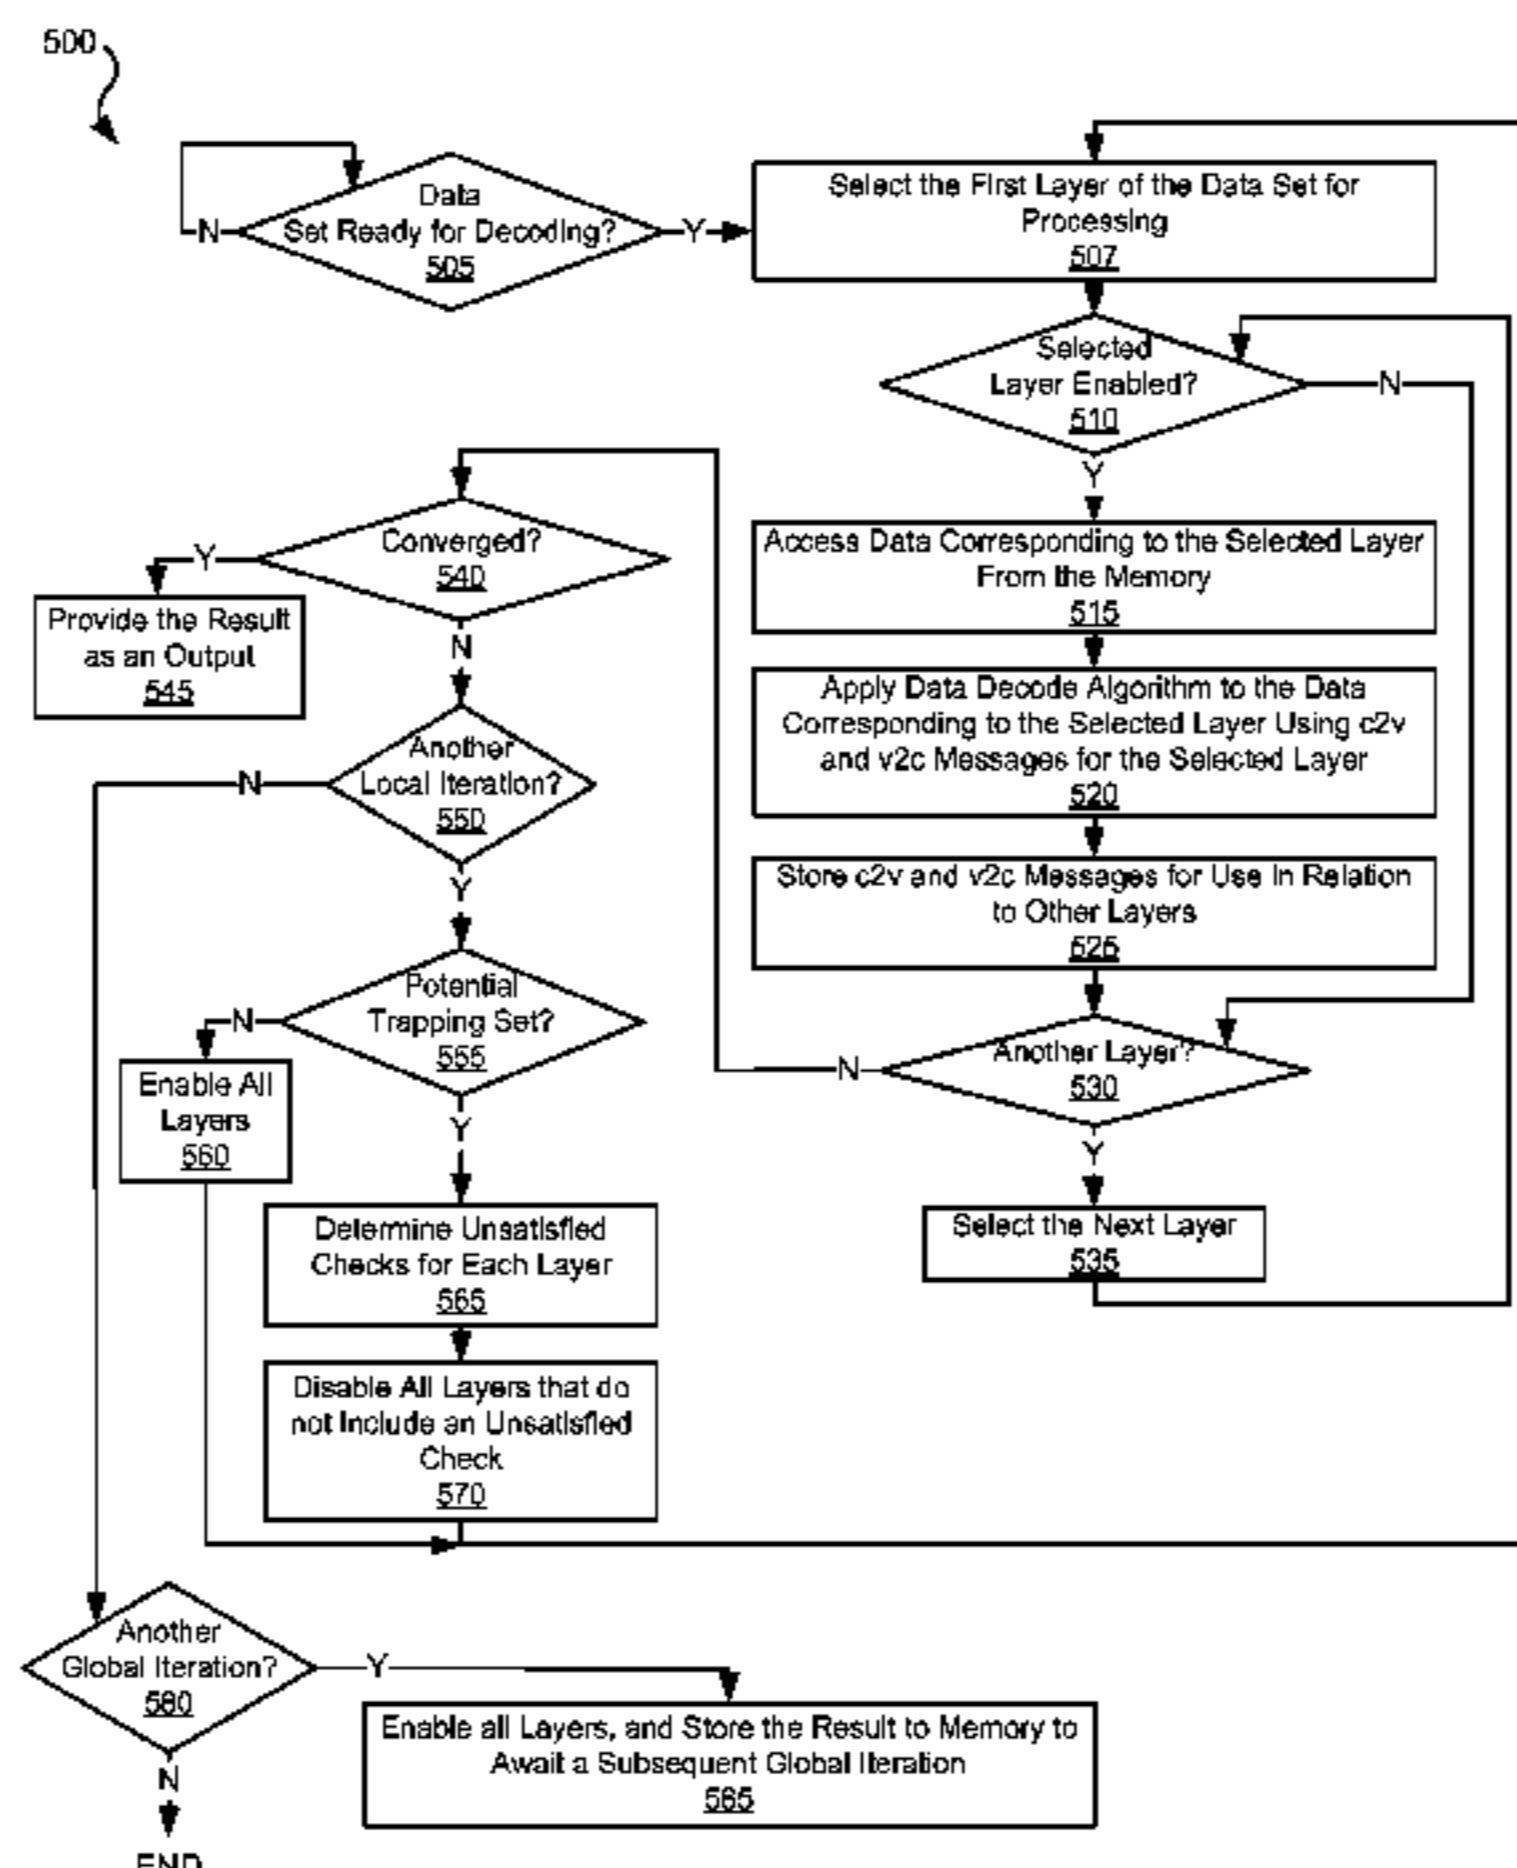 500
Data
Set Ready for Decoding?
505
N
Y
Select the First Layer of the Data Set for
Processing
507
Selected
Layer Enabled?
510
N
Y
Access Data Corresponding to the Selected Layer
From the Memory
515
Apply Data Decode Algorithm to the Data
Corresponding to the Selected Layer Using c2v
and v2c Messages for the Selected Layer
520
Store c2v and v2c Messages for Use In Relation
to Other Layers
525
Another Layer?
530
N
Y
Select the Next Layer
535
Converged?
540
Y
N
Provide the Result
as an Output
545
Another
Local Iteration?
550
N
Y
Potential
Trapping Set?
555
N
Y
Enable All
Layers
560
Determine Unsatisfied
Checks for Each Layer
565
Disable All Layers that do
not Include an Unsatisfied
Check
570
Another
Global Iteration?
580
Y
N
Enable all Layers, and Store the Result to Memory to
Await a Subsequent Global Iteration
585
END